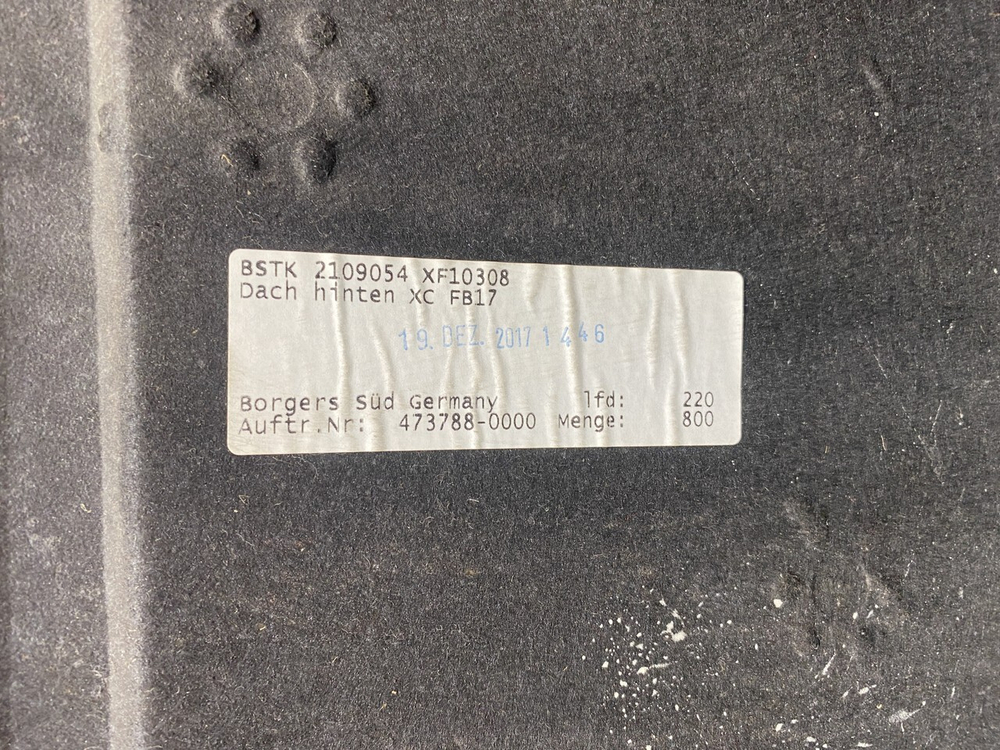 BSTK 2109054 XF10308
Dach hinten XC FB17
19. DEZ. 2017 1 4 4 6
Borgers Süd Germany lfd: 220
Auftr.Nr: 473788-0000 Menge: 800